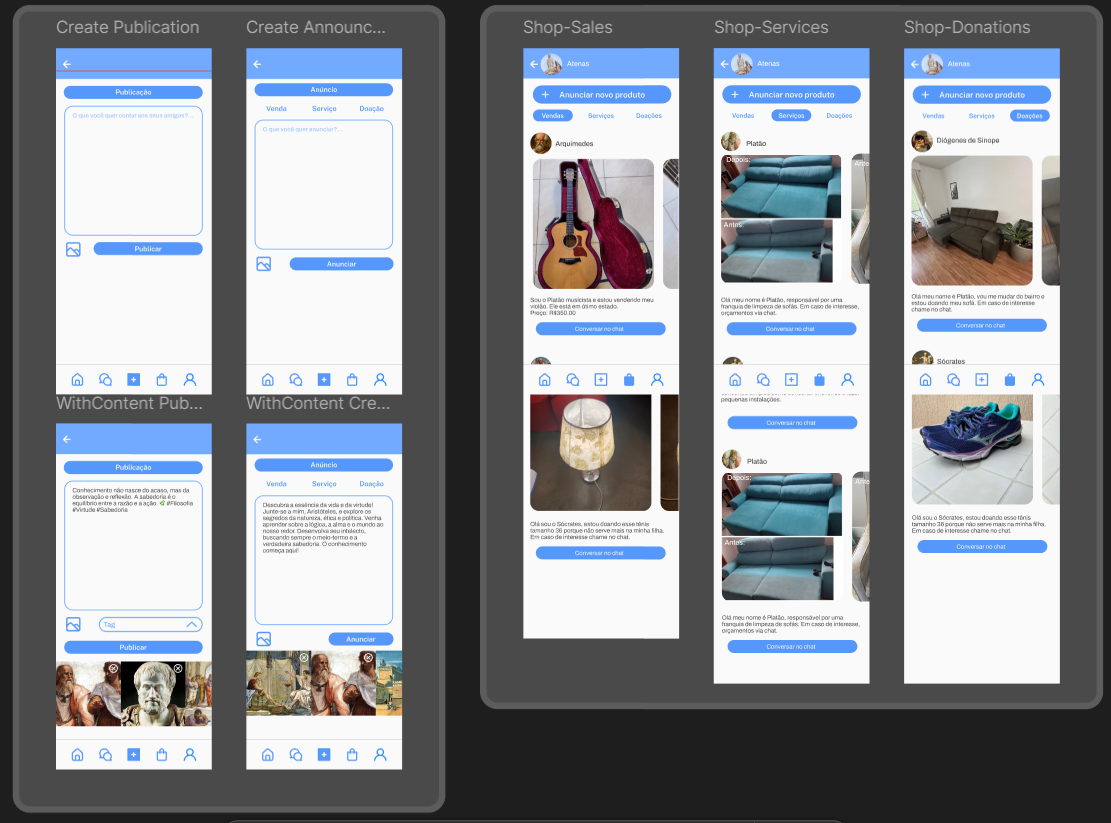 Create Publication
Publicação
O que você quer contar aos seus amigos?...
Publicar
Create Announc...
Anúncio
Venda Serviço Doação
O que você quer anunciar?...
Anunciar
WithContent Pub...
Publicação
Conhecimento não nasce do acaso, mas da
observação e reflexão. A sabedoria é o
equilíbrio entre a razão e a ação. 🌿 #Filosofia
#Virtude #Sabedoria
Tag
Publicar
WithContent Cre...
Anúncio
Venda Serviço Doação
Descubra a essência da vida e da virtude!
Junte-se a mim, Aristóteles, e explore os
segredos da natureza, ética e política. Venha
aprender sobre a lógica, a alma e o mundo ao
nosso redor. Desenvolva seu intelecto,
buscando sempre o meio-termo e a
verdadeira sabedoria. O conhecimento
começa aqui!
Anunciar
Shop-Sales
Atenas
+ Anunciar novo produto
Vendas Serviços Doações
Arquimedes
Sou o Platão musicista e estou vendendo meu
violão. Ele está em ótimo estado.
Preço: R$350.00
Conversar no chat
Olá sou o Sócrates, estou doando esse tênis
tamanho 36 porque não serve mais na minha filha.
Em caso de interesse chame no chat.
Conversar no chat
Shop-Services
Atenas
+ Anunciar novo produto
Vendas Serviços Doações
Platão
Depois:
Ante
Antes:
Olá meu nome é Platão, responsável por uma
franquia de limpeza de sofás. Em caso de interesse,
orçamentos via chat.
Conversar no chat
pequenas instalações.
Conversar no chat
Platão
Depois:
Ante
Antes:
Olá meu nome é Platão, responsável por uma
franquia de limpeza de sofás. Em caso de interesse,
orçamentos via chat.
Conversar no chat
Shop-Donations
Atenas
+ Anunciar novo produto
Vendas Serviços Doações
Diógenes de Sinope
Olá meu nome é Platão, vou me mudar do bairro e
estou doando meu sofá. Em caso de interesse
chame no chat.
Conversar no chat
Sócrates
Olá sou o Sócrates, estou doando esse tênis
tamanho 36 porque não serve mais na minha filha.
Em caso de interesse chame no chat.
Conversar no chat